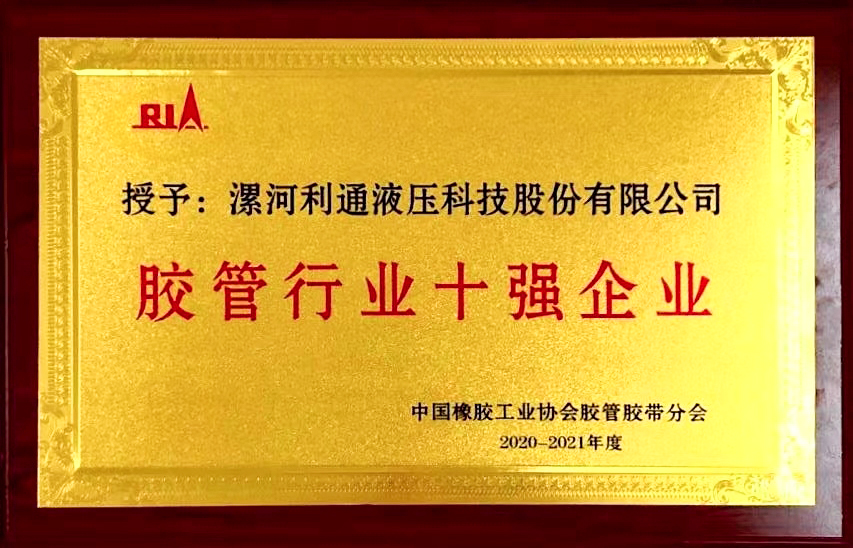 RIA
授予：漯河利通液压科技股份有限公司
胶管行业十强企业
中国橡胶工业协会胶管胶带分会
2020-2021年度